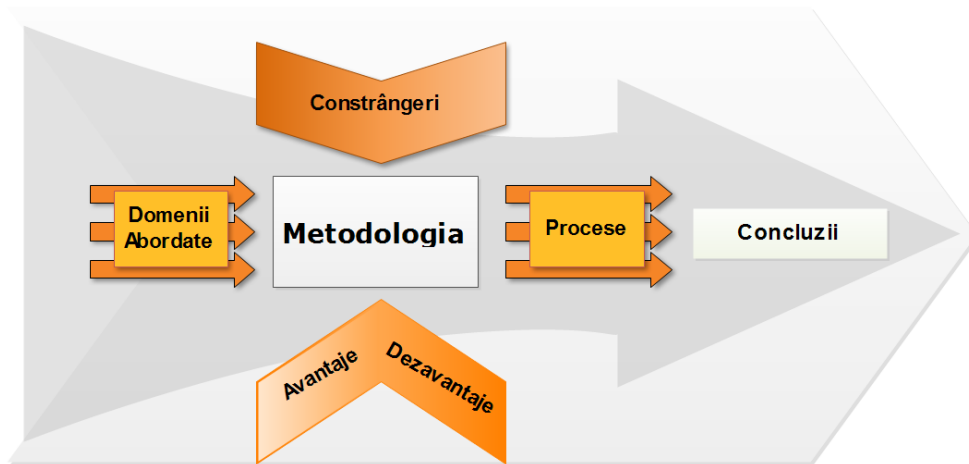 Constrângeri
Domenii
Abordate
Metodologia
Procese
Concluzii
Avantaje
Dezavantaje